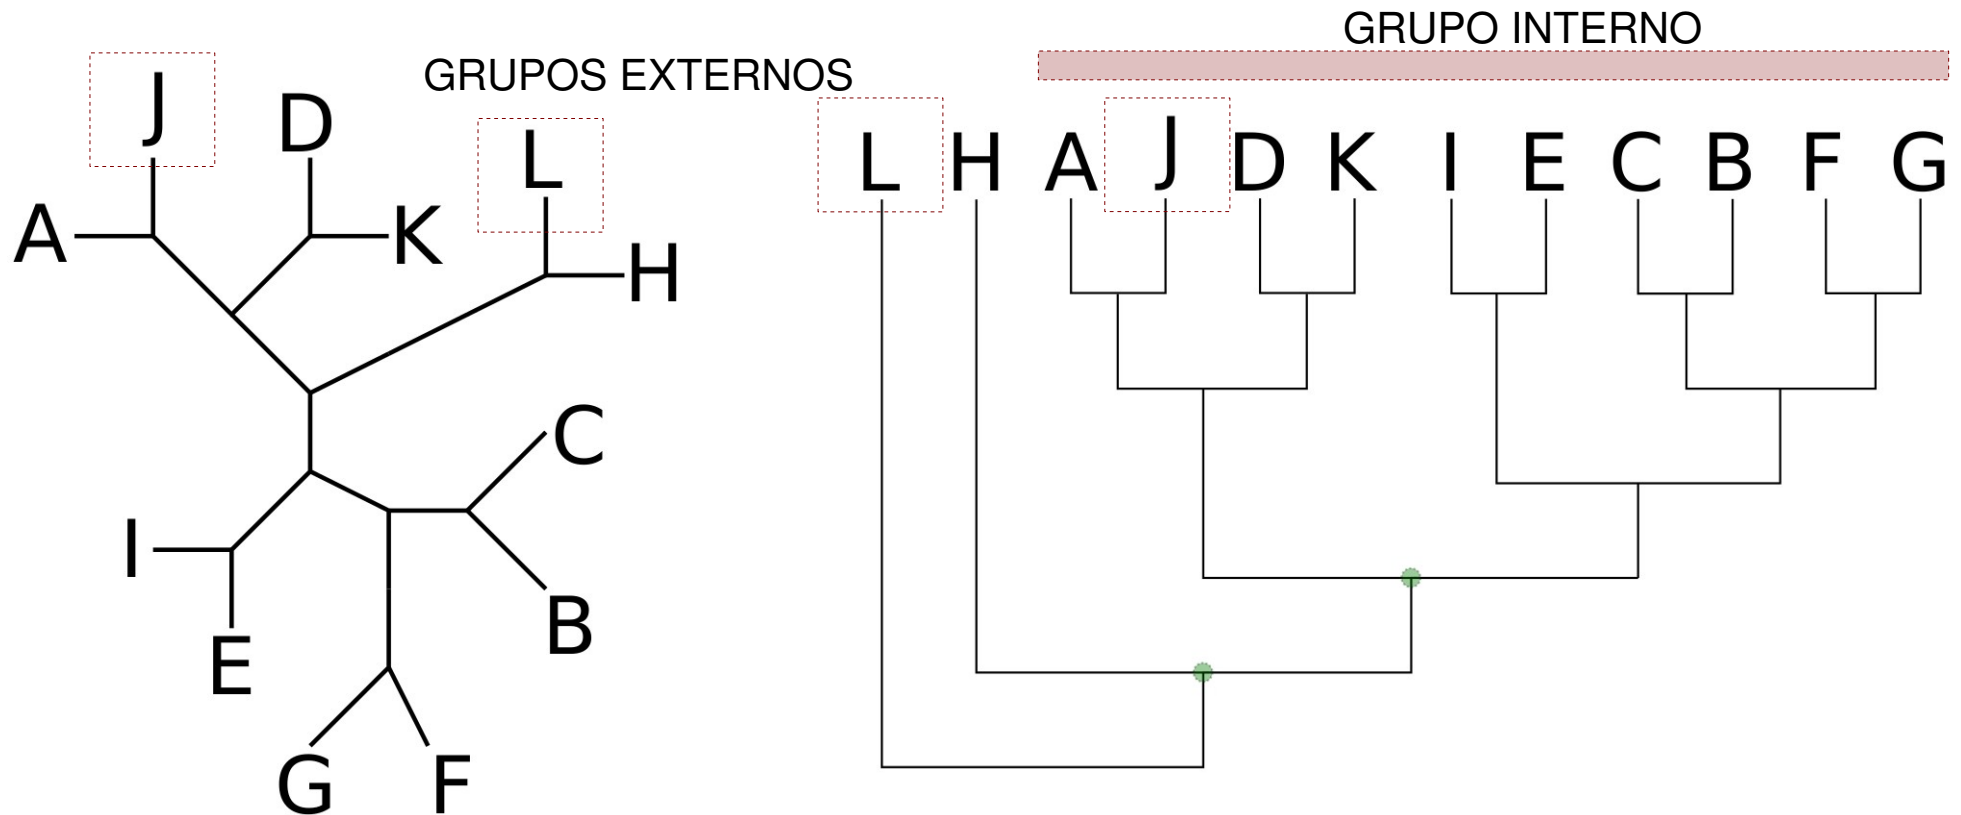 GRUPO INTERNO
GRUPOS EXTERNOS
J
D
L
A
K
H
C
I
B
E
G
F
L H A J D K I E C B F G